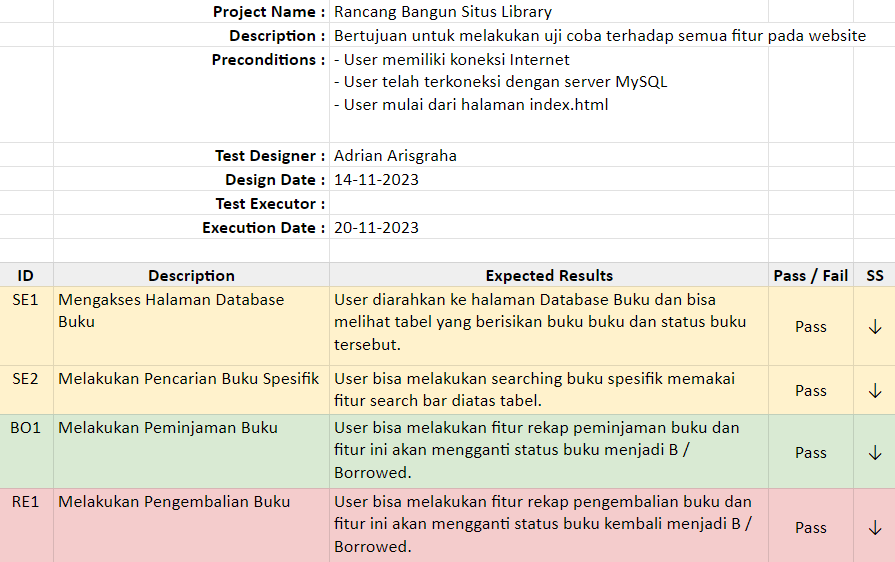 Project Name : Rancang Bangun Situs Library
Description : Bertujuan untuk melakukan uji coba terhadap semua fitur pada website
Preconditions : - User memiliki koneksi Internet
- User telah terkoneksi dengan server MySQL
- User mulai dari halaman index.html
Test Designer : Adrian Arisgraha
Design Date : 14-11-2023
Test Executor :
Execution Date : 20-11-2023
ID Description Expected Results Pass / Fail SS
SE1 Mengakses Halaman Database User diarahkan ke halaman Database Buku dan bisa
Buku melihat tabel yang berisikan buku buku dan status buku
tersebut. Pass ↓
SE2 Melakukan Pencarian Buku Spesifik User bisa melakukan searching buku spesifik memakai
fitur search bar diatas tabel. Pass ↓
BO1 Melakukan Peminjaman Buku User bisa melakukan fitur rekap peminjaman buku dan
fitur ini akan mengganti status buku menjadi B /
Borrowed. Pass ↓
RE1 Melakukan Pengembalian Buku User bisa melakukan fitur rekap pengembalian buku dan
fitur ini akan mengganti status buku kembali menjadi B /
Borrowed. Pass ↓